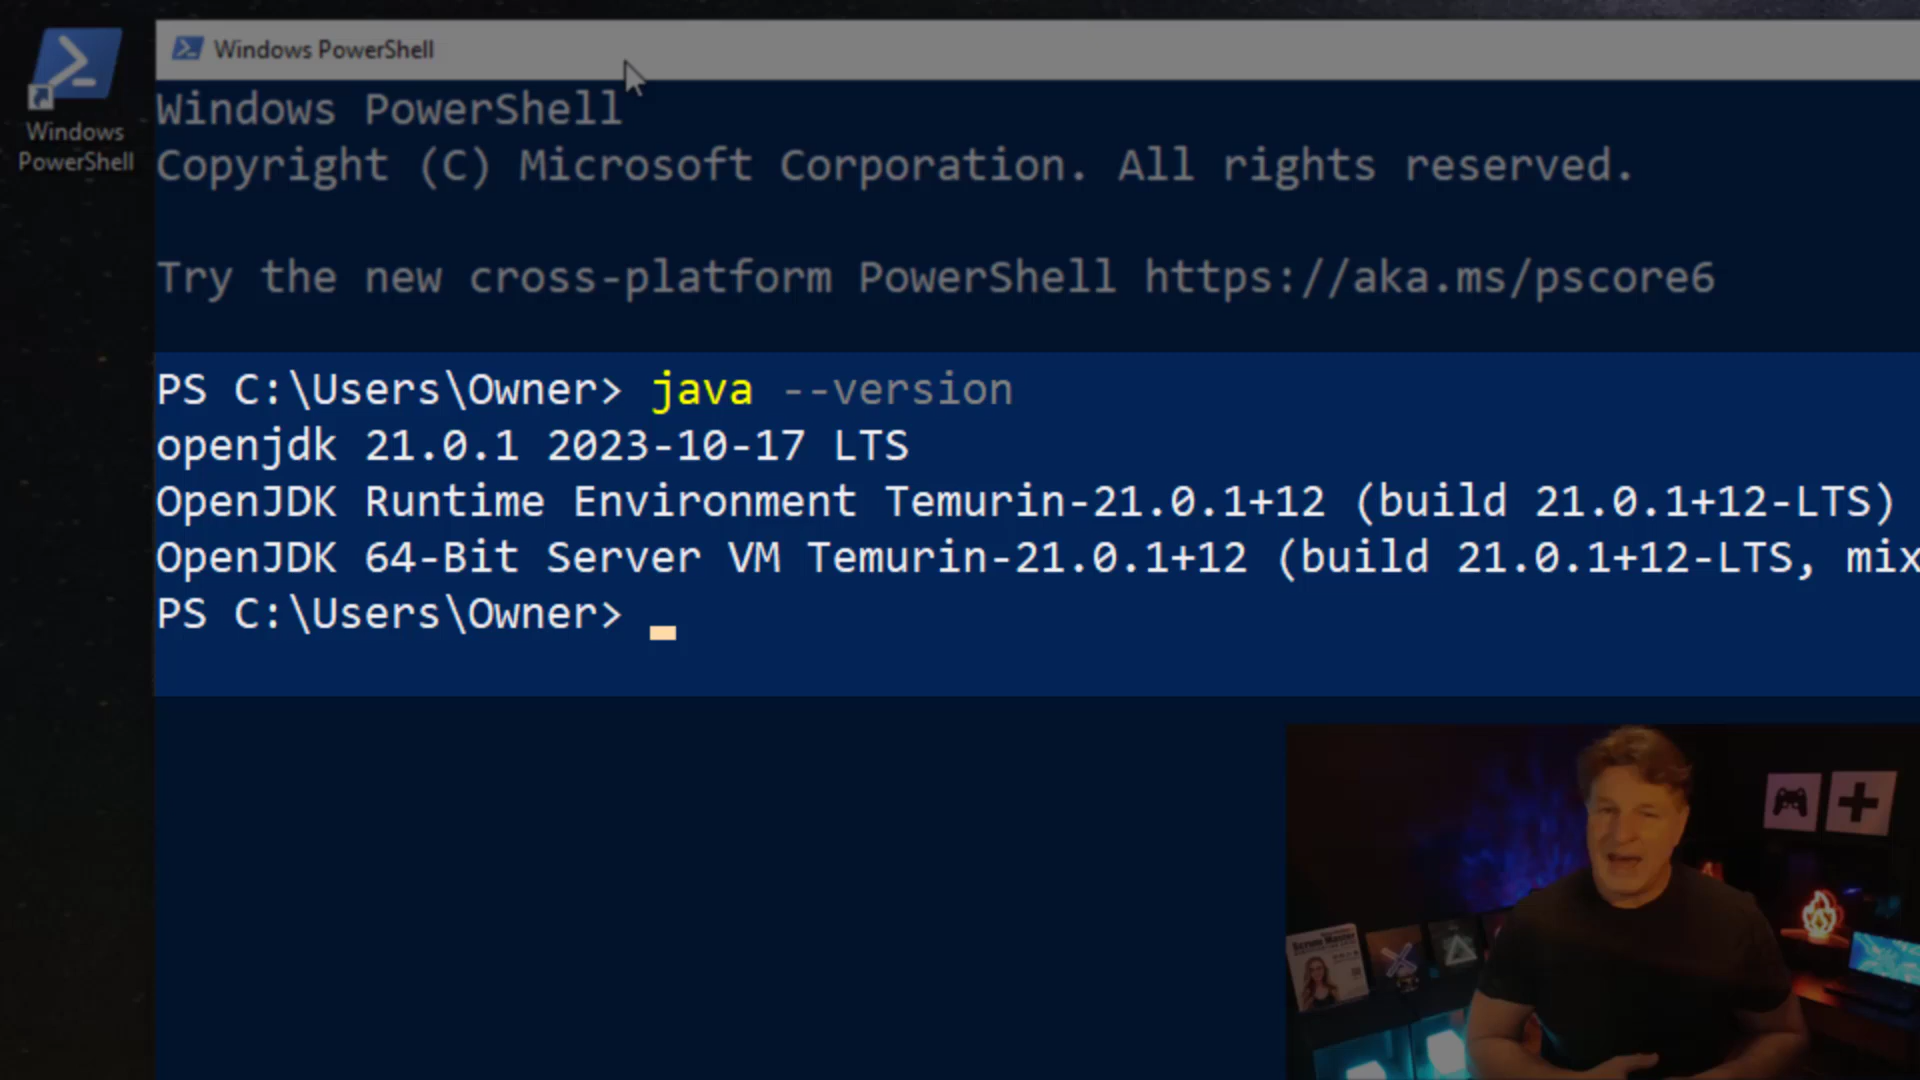 Windows PowerShell
Windows
PowerShell
Windows PowerShell
Copyright (C) Microsoft Corporation. All rights reserved.
Try the new cross-platform PowerShell https://aka.ms/pscore6
PS C:\Users\Owner> java --version
openjdk 21.0.1 2023-10-17 LTS
OpenJDK Runtime Environment Temurin-21.0.1+12 (build 21.0.1+12-LTS)
OpenJDK 64-Bit Server VM Temurin-21.0.1+12 (build 21.0.1+12-LTS, mix
PS C:\Users\Owner>
Scrum Master